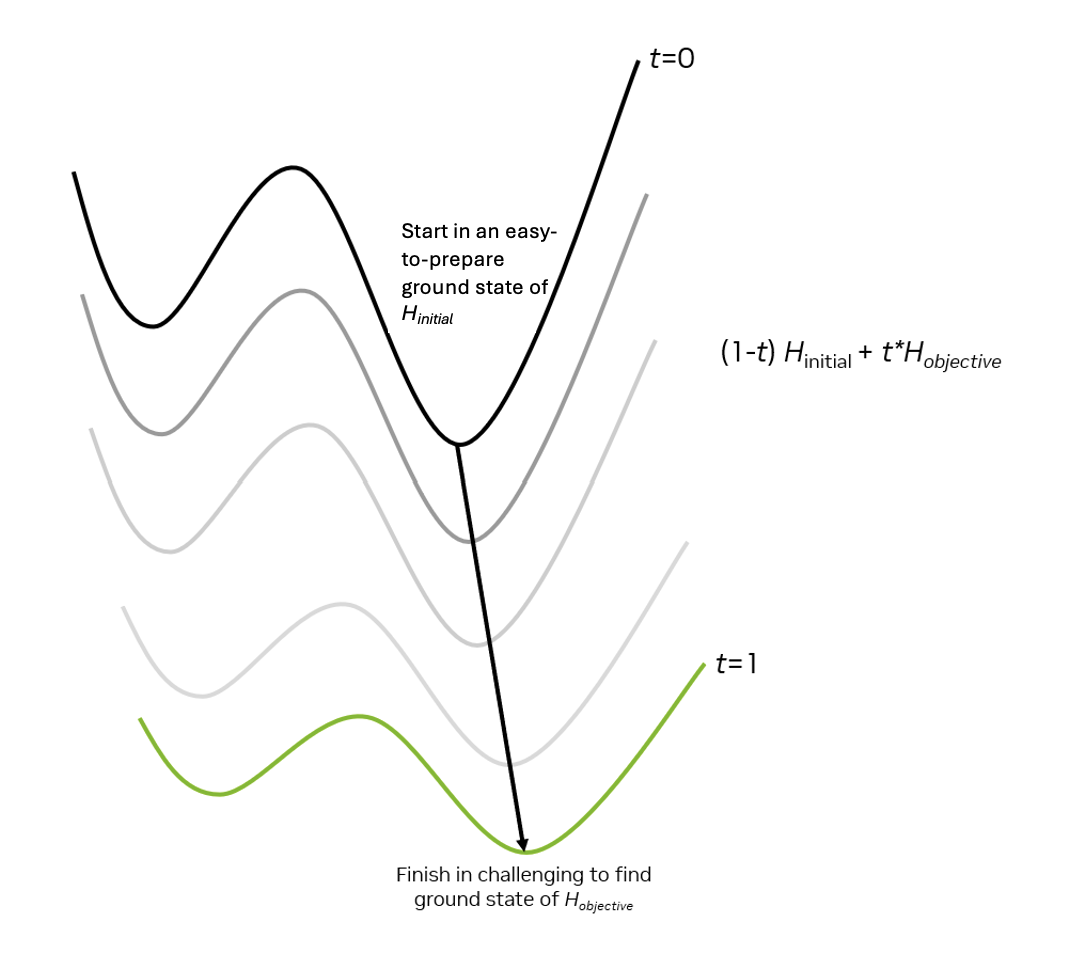 t=0
Start in an easy-
to-prepare
ground state of
Hinitial
(1-t) Hinitial + t*Hobjective
t=1
Finish in challenging to find
ground state of Hobjective